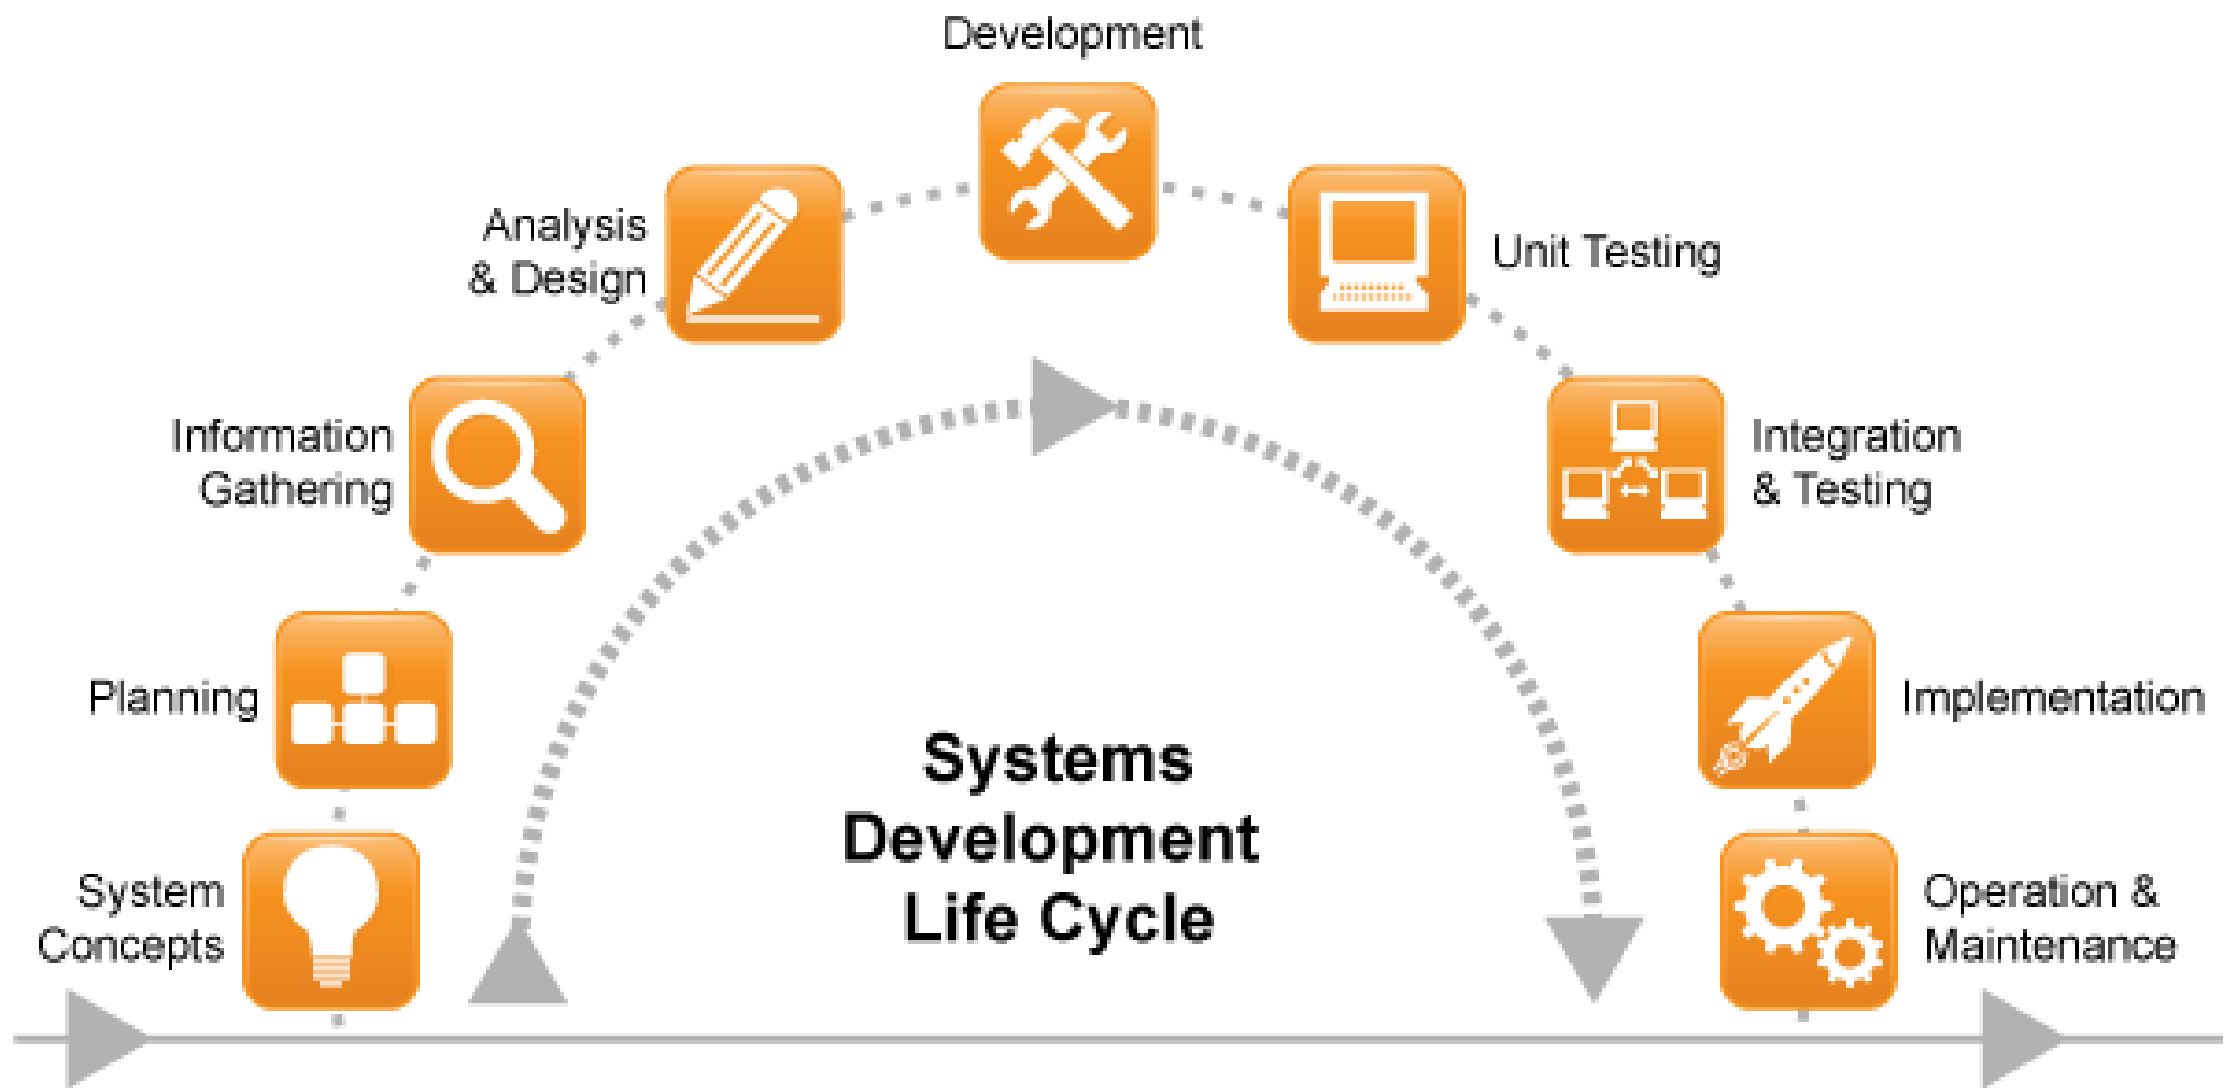 Development
Analysis
& Design
Unit Testing
Information
Gathering
Integration
& Testing
Planning
Implementation
Systems
Development
Life Cycle
System
Concepts
Operation &
Maintenance